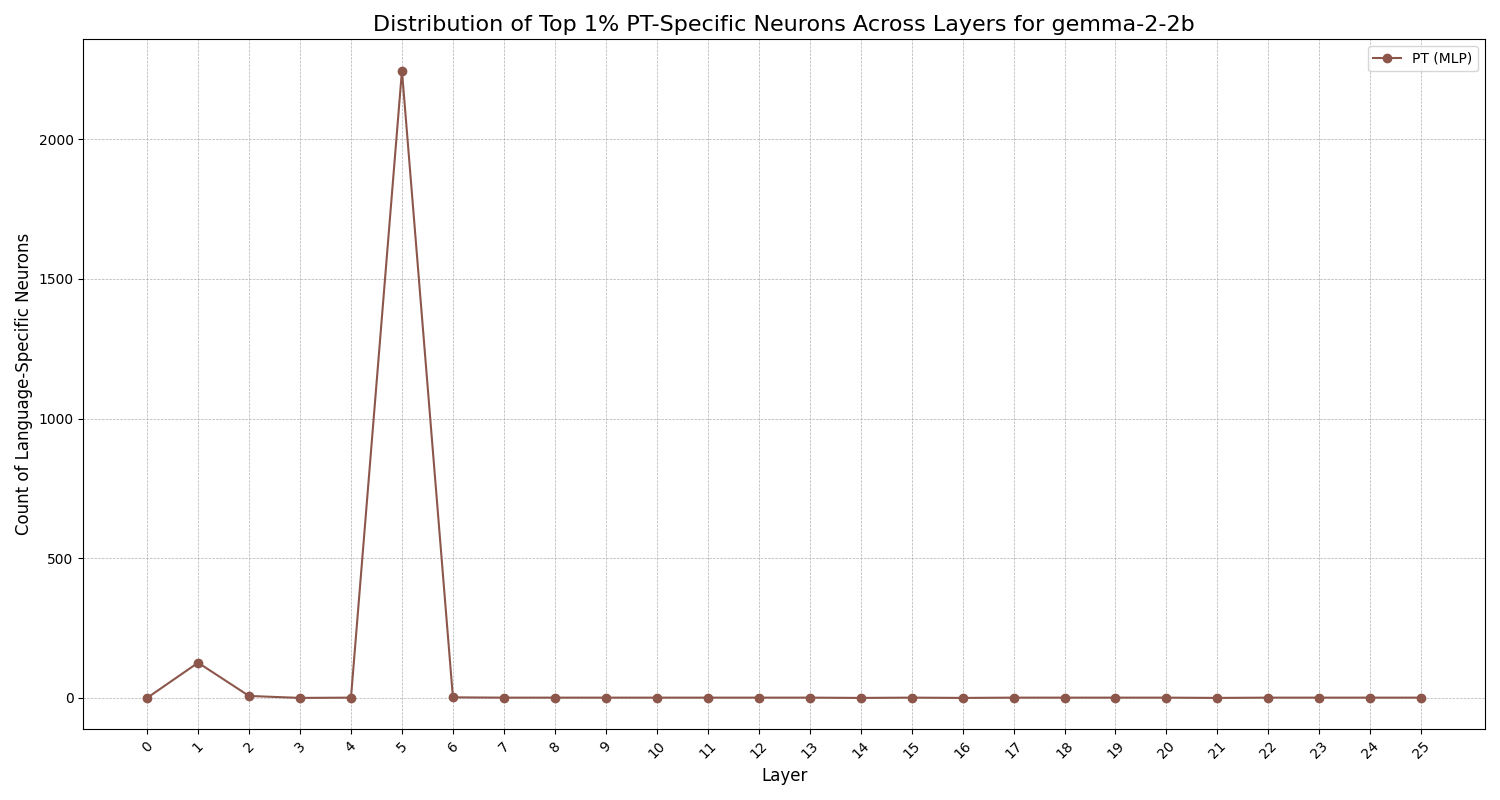 Distribution of Top 1% PT-Specific Neurons Across Layers for gemma-2-2b
PT (MLP)
Count of Language-Specific Neurons
2000
1500
1000
500
0
0 1 2 3 4 5 6 7 8 9 10 11 12 13 14 15 16 17 18 19 20 21 22 23 24 25
Layer